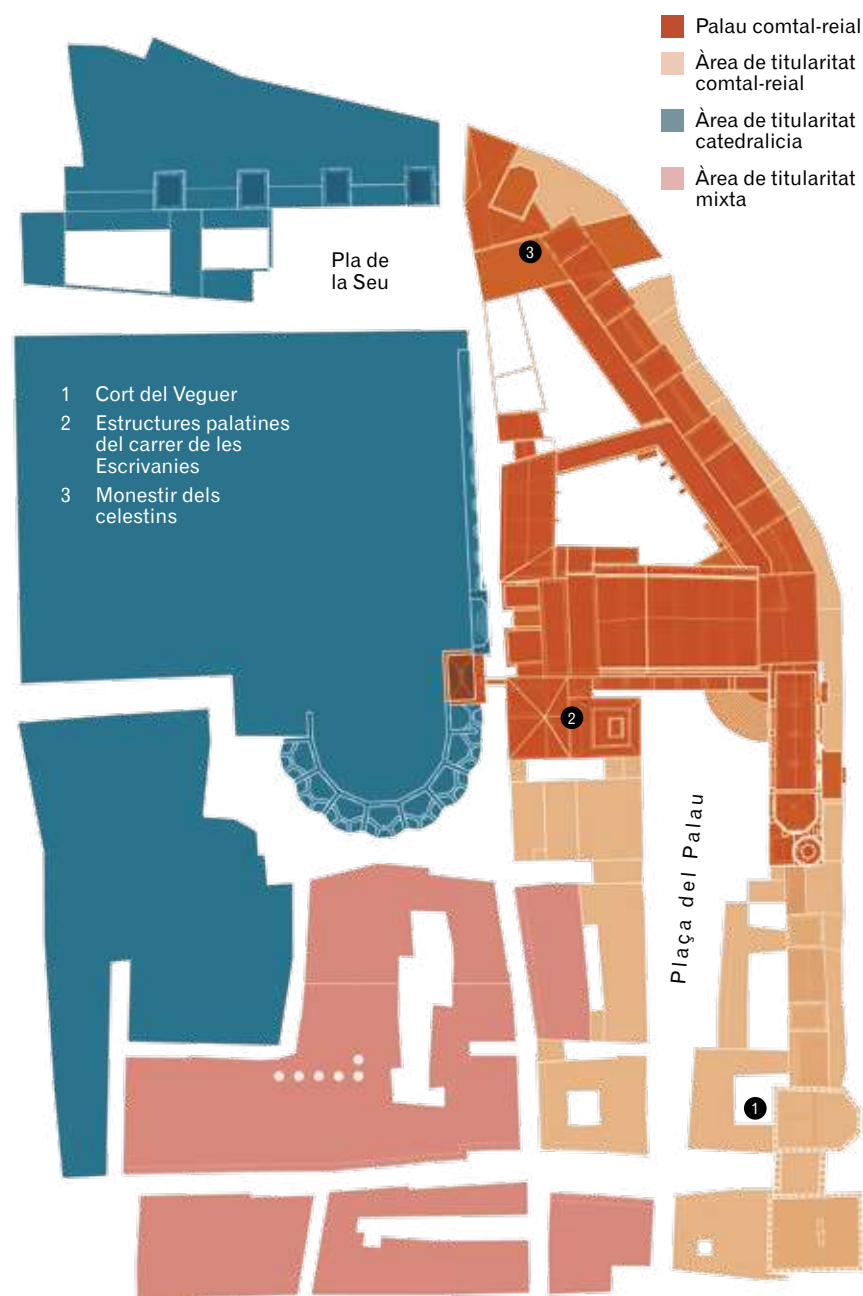 Palau comtal-reial
Àrea de titularitat
comtal-reial
Àrea de titularitat
catedralicia
Àrea de titularitat
mixta
3
Pla de
la Seu
1 Cort del Veguer
2 Estructures palatines
del carrer de les
Escrivanies
3 Monestir dels
celestins
2
Plaça del Palau
1